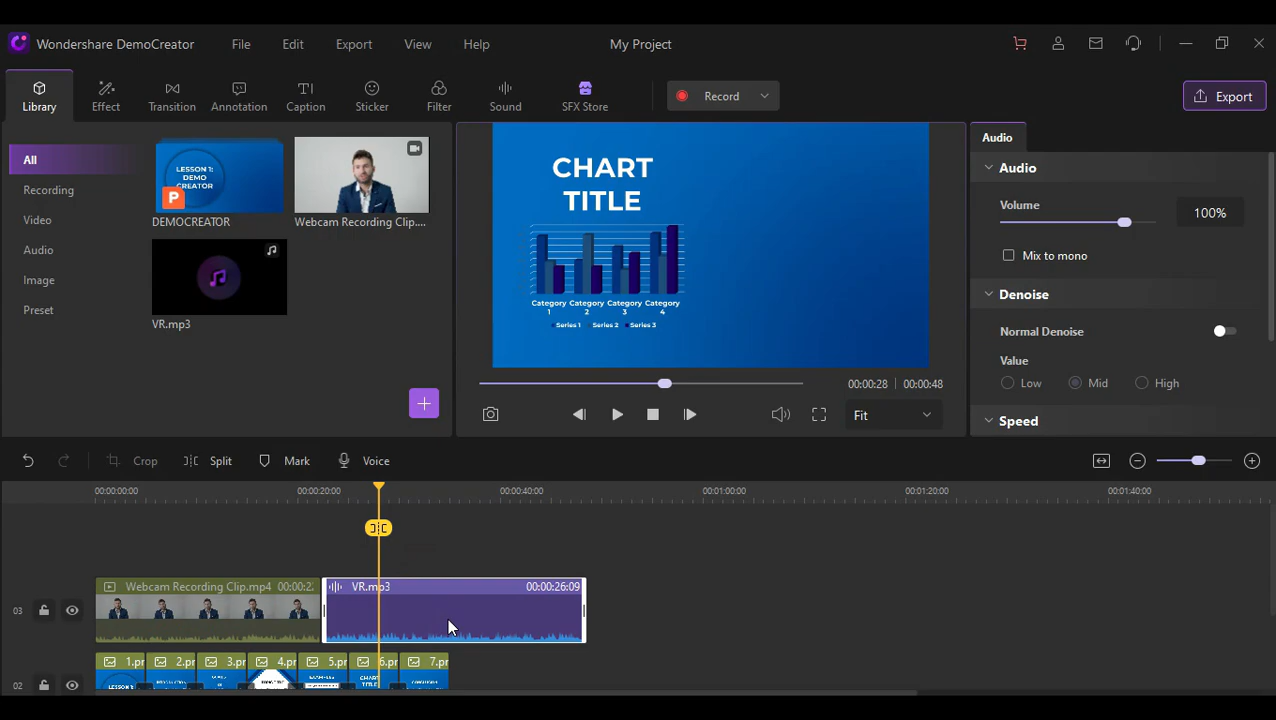 Wondershare DemoCreator File Edit Export View Help My Project
Library Effect Transition Annotation Caption Sticker Filter Sound SFX Store Record Export
All
Recording
Video
Audio
Image
Preset
LESSON 1:
DEMO
CREATOR
P
DEMOCREATOR
Webcam Recording Clip....
VR.mp3
CHART
TITLE
Category Category Category Category
1 2 3 4
Series 1 Series 2 Series 3
00:00:28 00:00:48
Fit
Audio
Audio
Volume
100%
Mix to mono
Denoise
Normal Denoise
Value
Low Mid High
Speed
Crop Split Mark Voice
00:00:00:00 00:00:20:00 00:00:40:00 00:01:00:00 00:01:20:00 00:01:40:00
03 Webcam Recording Clip.mp4 00:00:2 VR.mp3 00:00:26:09
02 1.pr 2.pr 3.pr 4.pr 5.pr 6.pr 7.pr